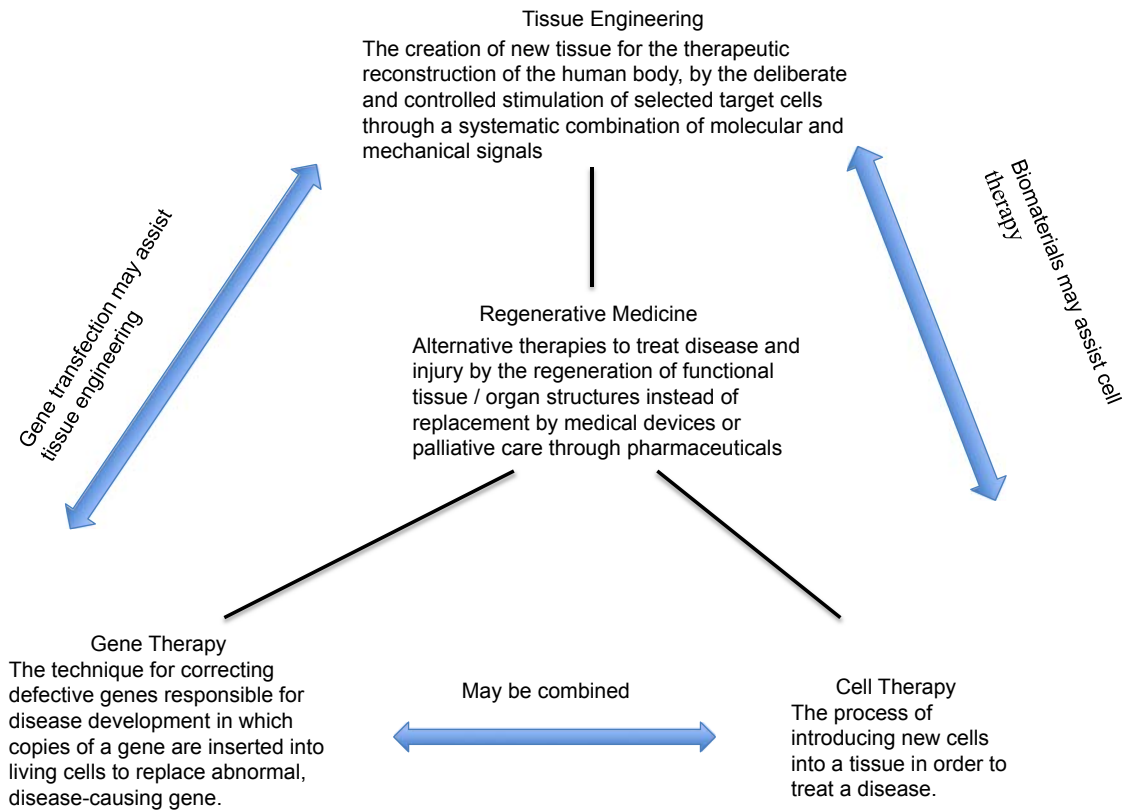 Tissue Engineering
The creation of new tissue for the therapeutic
reconstruction of the human body, by the deliberate
and controlled stimulation of selected target cells
through a systematic combination of molecular and
mechanical signals
Gene transfection may assist
tissue engineering
Biomaterials may assist cell
therapy
Regenerative Medicine
Alternative therapies to treat disease and
injury by the regeneration of functional
tissue / organ structures instead of
replacement by medical devices or
palliative care through pharmaceuticals
Gene Therapy
The technique for correcting
defective genes responsible for
disease development in which
copies of a gene are inserted into
living cells to replace abnormal,
disease-causing gene.
May be combined
Cell Therapy
The process of
introducing new cells
into a tissue in order to
treat a disease.